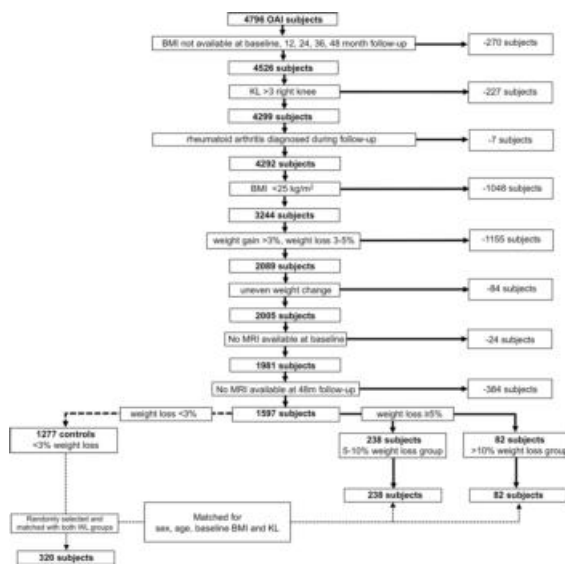 4796 OAI subjects
BMI not available at baseline, 12, 24, 36, 48 month follow-up
-270 subjects
4526 subjects
KL >3 right knee
-227 subjects
4299 subjects
rheumatoid arthritis diagnosed during follow-up
-7 subjects
4292 subjects
BMI <25 kg/m²
-1048 subjects
3244 subjects
weight gain >3%, weight loss 3-5%
-1155 subjects
2089 subjects
uneven weight change
-84 subjects
2005 subjects
No MRI available at baseline
-24 subjects
1981 subjects
No MRI available at 48m follow-up
-384 subjects
weight loss <3%
1597 subjects
weight loss ≥5%
1277 controls
<3% weight loss
238 subjects
5-10% weight loss group
82 subjects
>10% weight loss group
238 subjects
82 subjects
Randomly selected and
matched with both WL groups
Matched for
sex, age, baseline BMI and KL
320 subjects